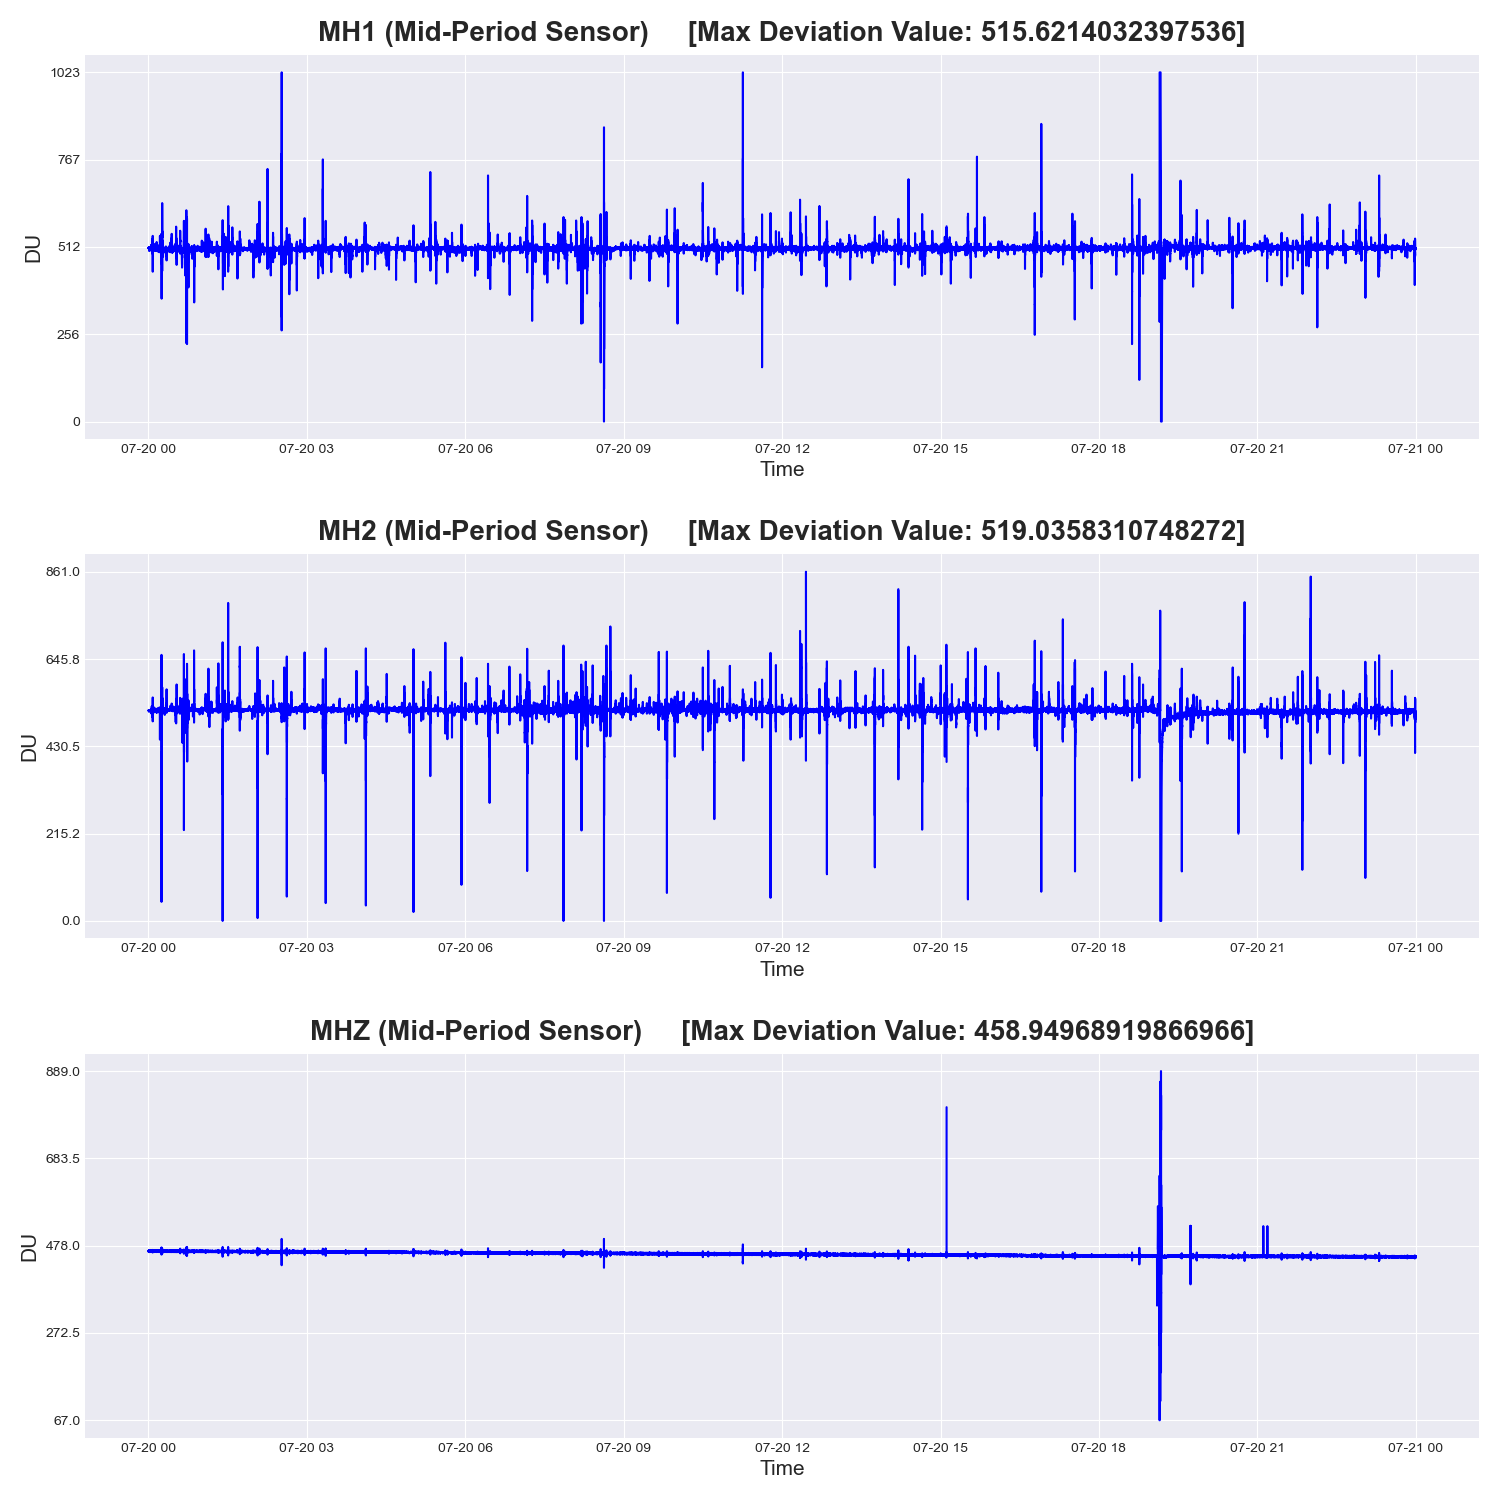 MH1 (Mid-Period Sensor) [Max Deviation Value: 515.6214032397536]
1023
767
512
256
0
DU
07-20 00 07-20 03 07-20 06 07-20 09 07-20 12 07-20 15 07-20 18 07-20 21 07-21 00
Time
MH2 (Mid-Period Sensor) [Max Deviation Value: 519.0358310748272]
861.0
645.8
430.5
215.2
0.0
DU
07-20 00 07-20 03 07-20 06 07-20 09 07-20 12 07-20 15 07-20 18 07-20 21 07-21 00
Time
MHZ (Mid-Period Sensor) [Max Deviation Value: 458.94968919866966]
889.0
683.5
478.0
272.5
67.0
DU
07-20 00 07-20 03 07-20 06 07-20 09 07-20 12 07-20 15 07-20 18 07-20 21 07-21 00
Time